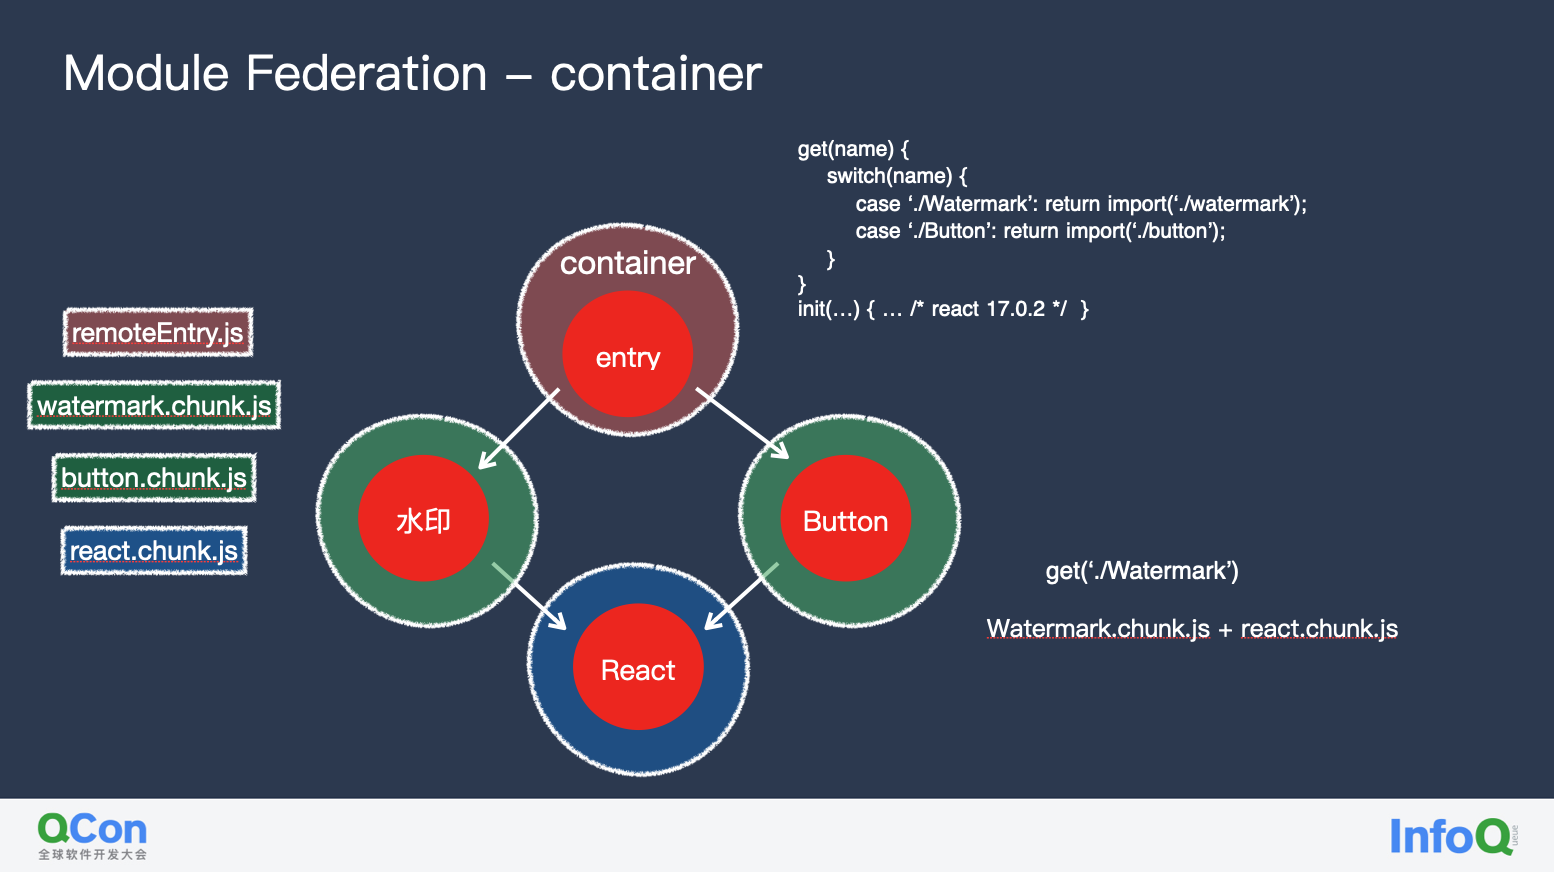 Module Federation – container
get(name) {
switch(name) {
case ‘./Watermark’: return import(‘./watermark’);
case ‘./Button’: return import(‘./button’);
}
}
init(…) { … /* react 17.0.2 */ }
container
entry
remoteEntry.js
watermark.chunk.js
button.chunk.js
react.chunk.js
水印
Button
React
get(‘./Watermark’)
Watermark.chunk.js + react.chunk.js
QCon
全球软件开发大会
InfoQ
ueue